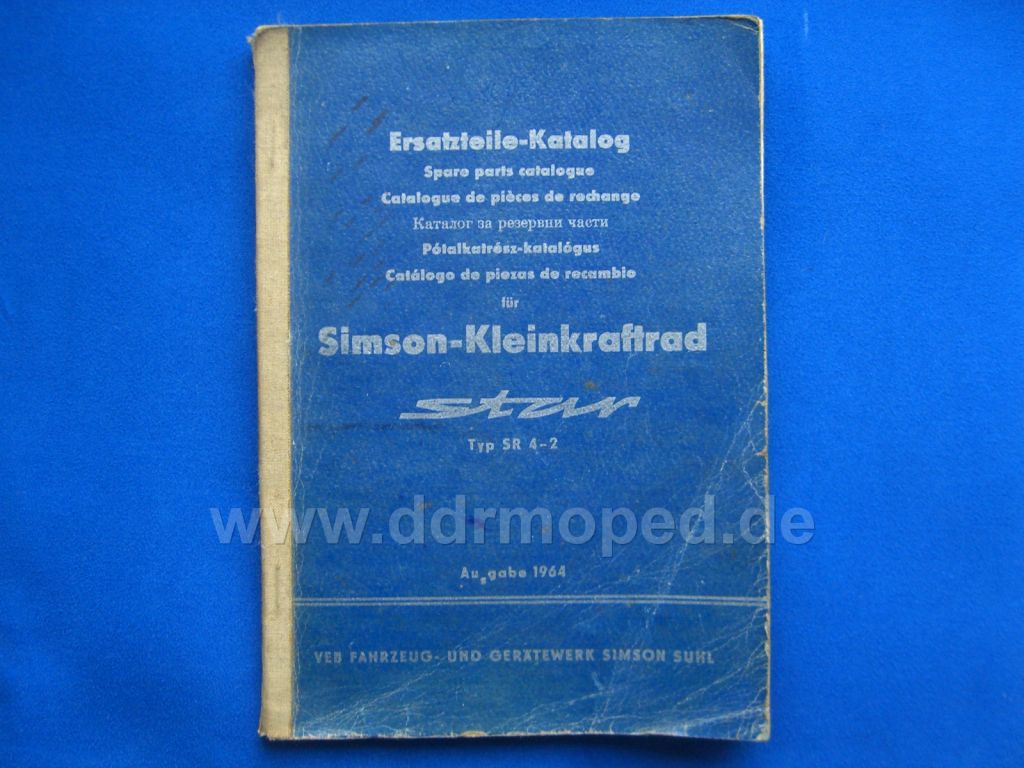 Ersatzteile-Katalog
Spare parts catalogue
Catalogue de pièces de rechange
Каталог за резервни части
Pótalkatrész-katalógus
Catálogo de piezas de recambio
für
Simson-Kleinkraftrad
star
Typ SR 4-2
www.ddrmoped.de
Ausgabe 1964
VEB FAHRZEUG- UND GERÄTEWERK SIMSON SUHL